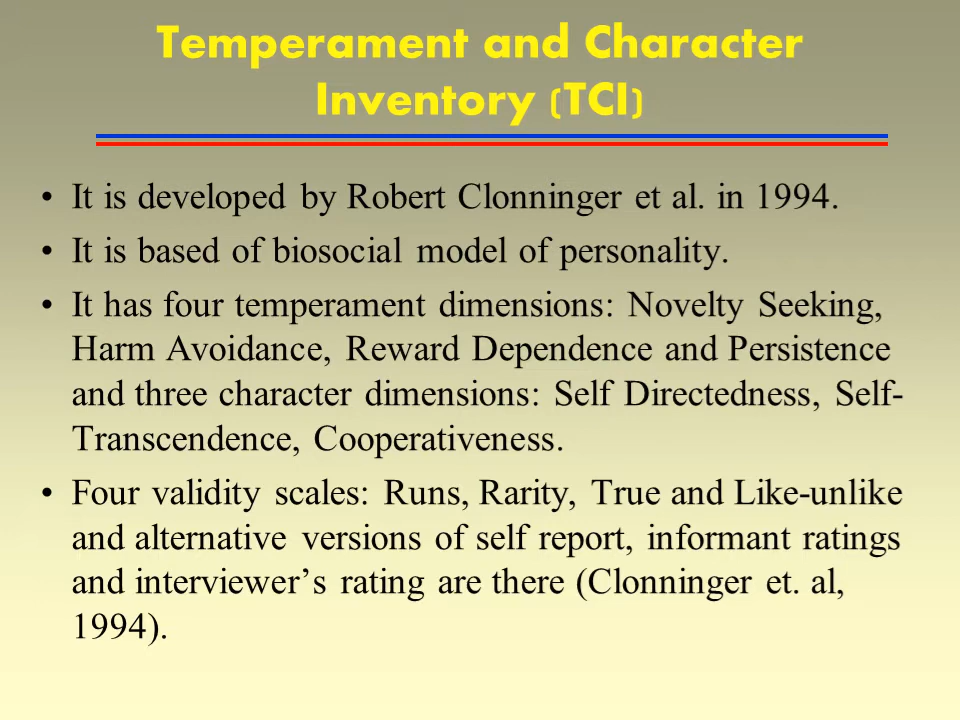 Temperament and Character
Inventory (TCI)
• It is developed by Robert Clonninger et al. in 1994.
• It is based of biosocial model of personality.
• It has four temperament dimensions: Novelty Seeking,
Harm Avoidance, Reward Dependence and Persistence
and three character dimensions: Self Directedness, Self-
Transcendence, Cooperativeness.
• Four validity scales: Runs, Rarity, True and Like-unlike
and alternative versions of self report, informant ratings
and interviewer’s rating are there (Clonninger et. al,
1994).